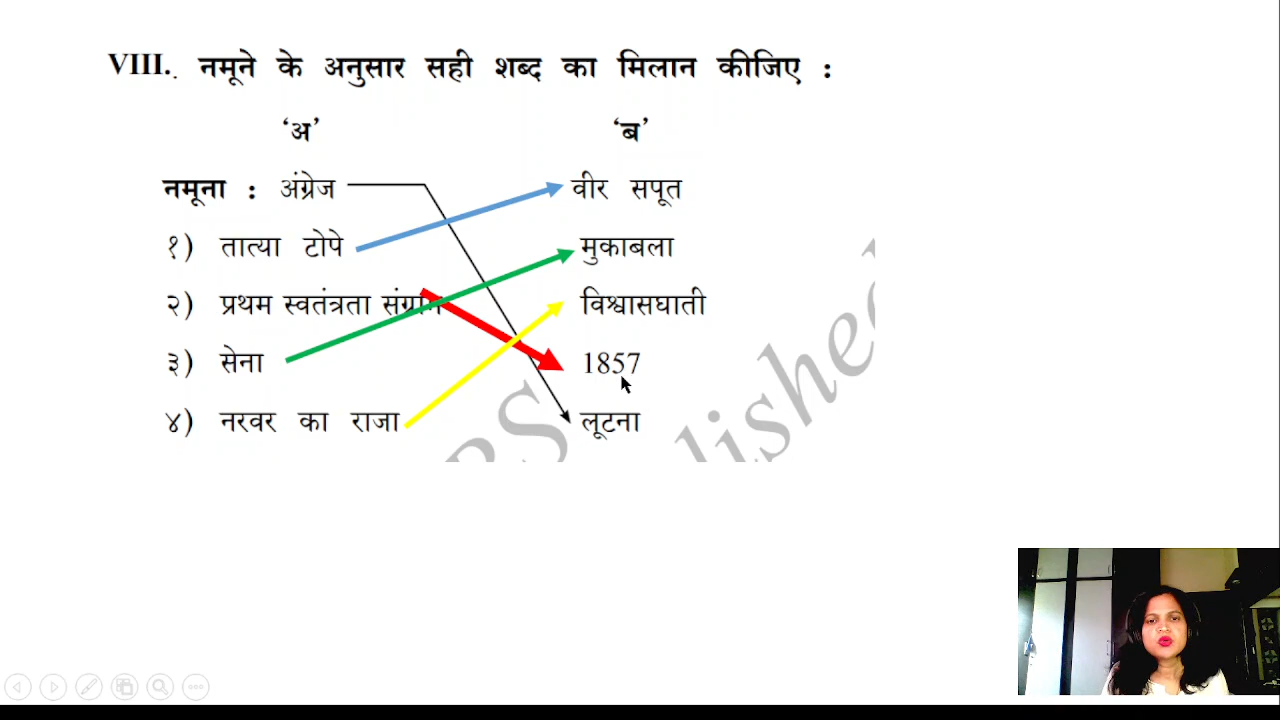 VIII. नमूने के अनुसार सही शब्द का मिलान कीजिए :
‘अ’ ‘ब’
नमूना : अंग्रेज वीर सपूत
१) तात्या टोपे मुकाबला
२) प्रथम स्वतंत्रता संग्राम विश्वासघाती
३) सेना 1857
४) नरवर का राजा लूटना